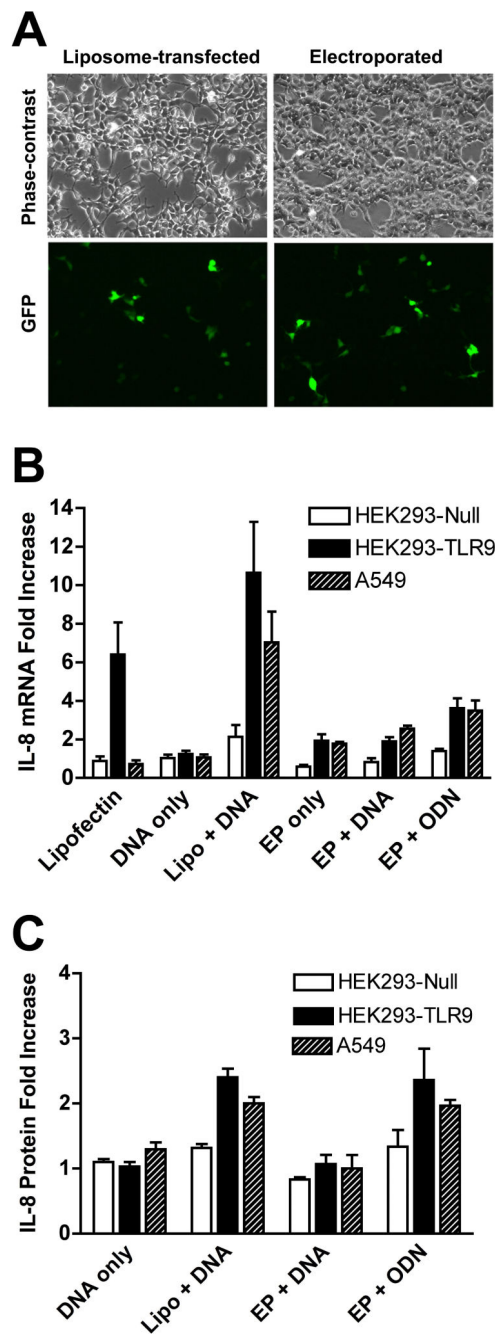 A
Liposome-transfected
Electroporated
Phase-contrast
GFP
B
IL-8 mRNA Fold Increase
14
12
10
8
6
4
2
0
HEK293-Null
HEK293-TLR9
A549
Lipofectin
DNA only
Lipo + DNA
EP only
EP + DNA
EP + ODN
C
IL-8 Protein Fold Increase
4
3
2
1
0
HEK293-Null
HEK293-TLR9
A549
DNA only
Lipo + DNA
EP + DNA
EP + ODN